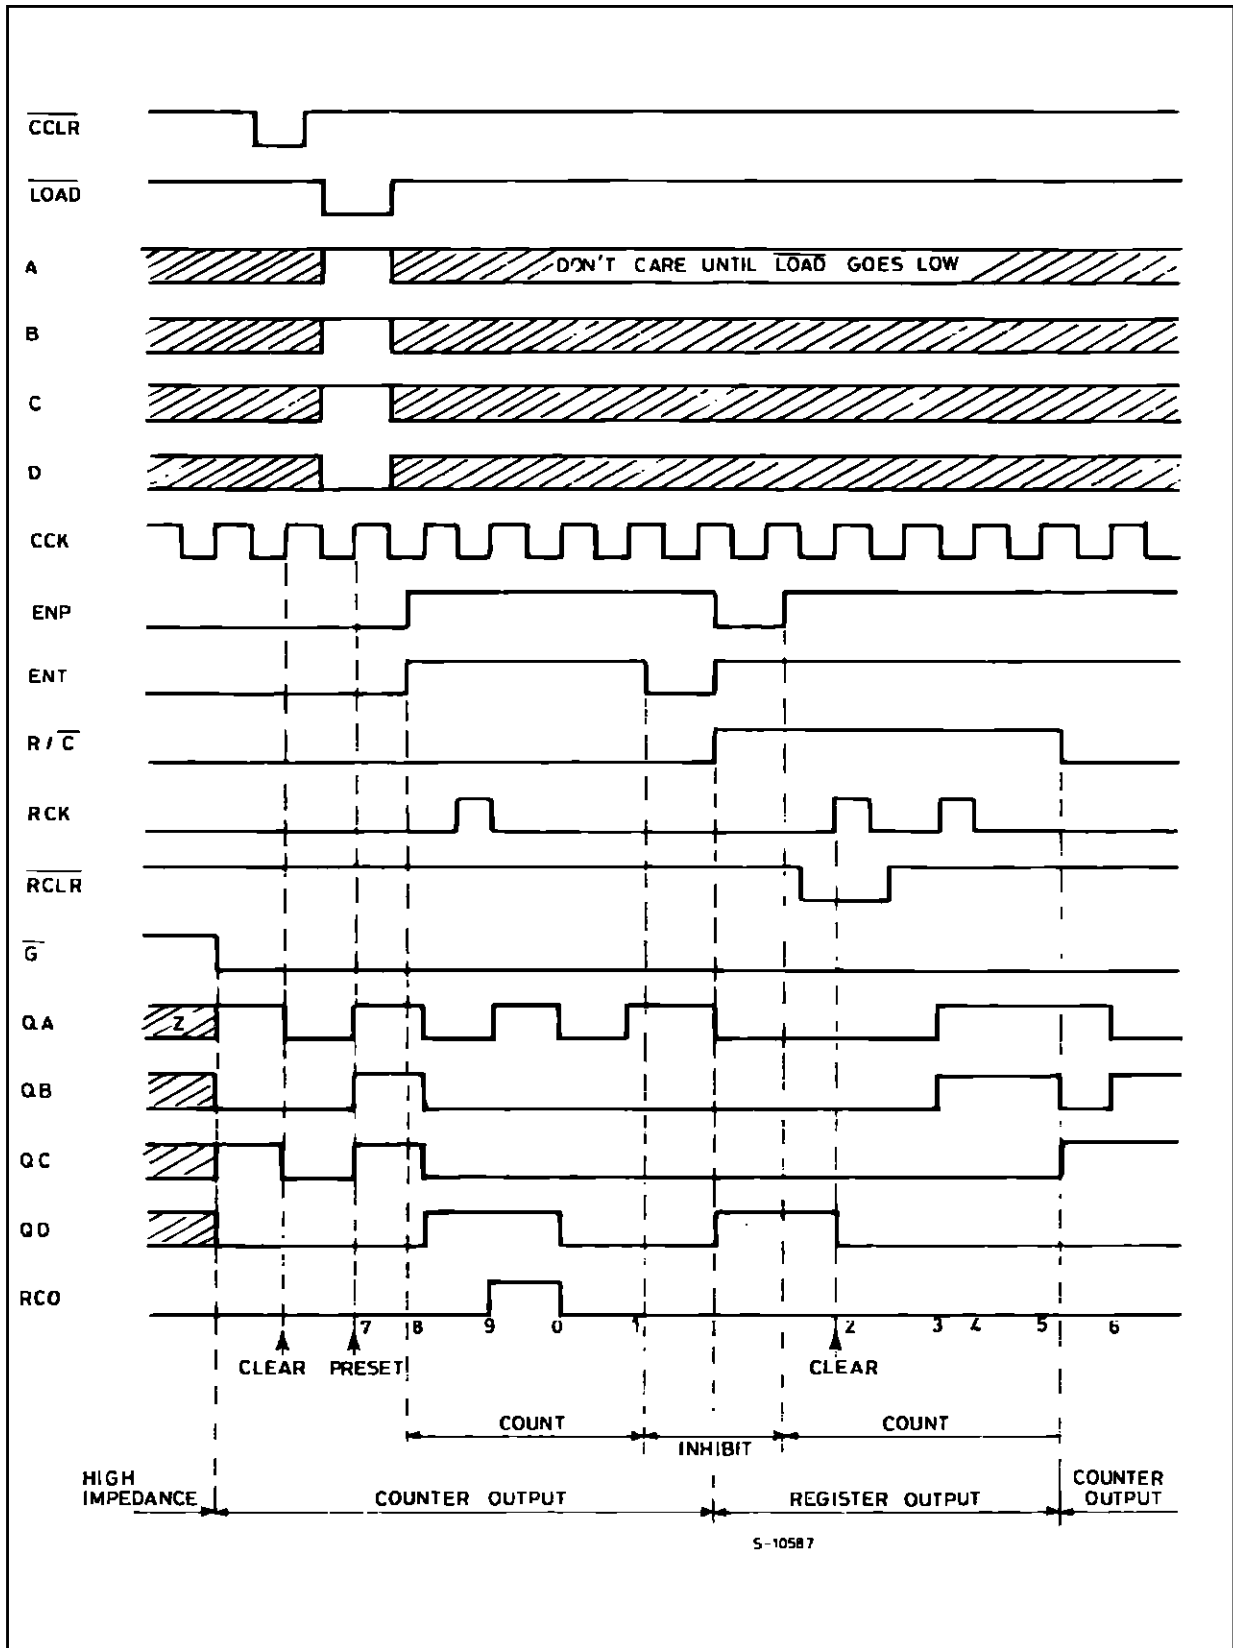 CCLR
LOAD
A
DON'T CARE UNTIL LOAD GOES LOW
B
C
D
CCK
ENP
ENT
R/C
RCK
RCLR
G
QA
Z
QB
QC
QD
RCO
7 8 9 0 1 2 3 4 5 6
CLEAR PRESET CLEAR
COUNT INHIBIT COUNT
HIGH IMPEDANCE
COUNTER OUTPUT
REGISTER OUTPUT
COUNTER OUTPUT
S-10587